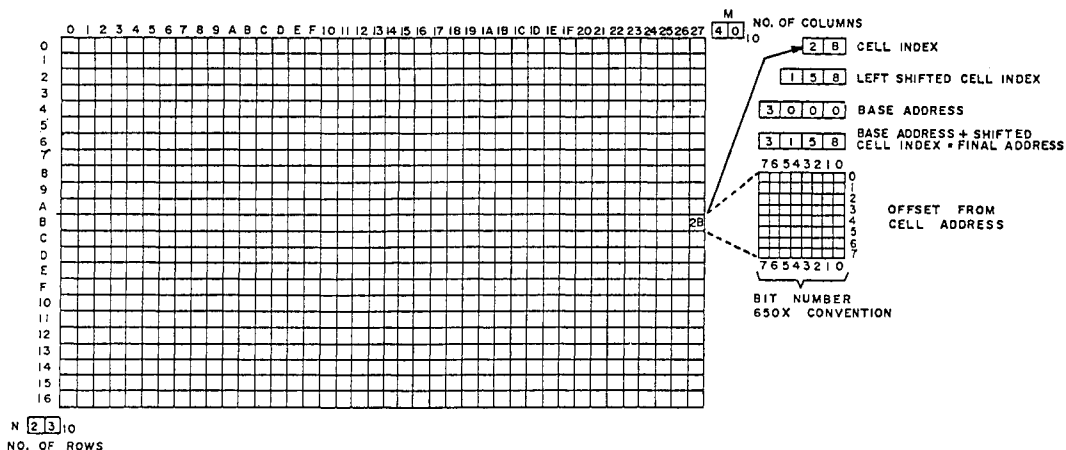 0 1 2 3 4 5 6 7 8 9 A B C D E F 10 11 12 13 14 15 16 17 18 19 1A 1B 1C 1D 1E 1F 20 21 22 23 24 25 26 27
M
4 0 10 NO. OF COLUMNS
2 B CELL INDEX
1 5 8 LEFT SHIFTED CELL INDEX
3 0 0 0 BASE ADDRESS
3 1 5 8 BASE ADDRESS + SHIFTED
CELL INDEX = FINAL ADDRESS
0
1
2
3
4
5
6
7
8
9
A
B
2B
C
D
E
F
10
11
12
13
14
15
16
7 6 5 4 3 2 1 0
0
1
2
3
4
5
6
7
7 6 5 4 3 2 1 0
OFFSET FROM
CELL ADDRESS
BIT NUMBER
650X CONVENTION
N 2 3 10
NO. OF ROWS